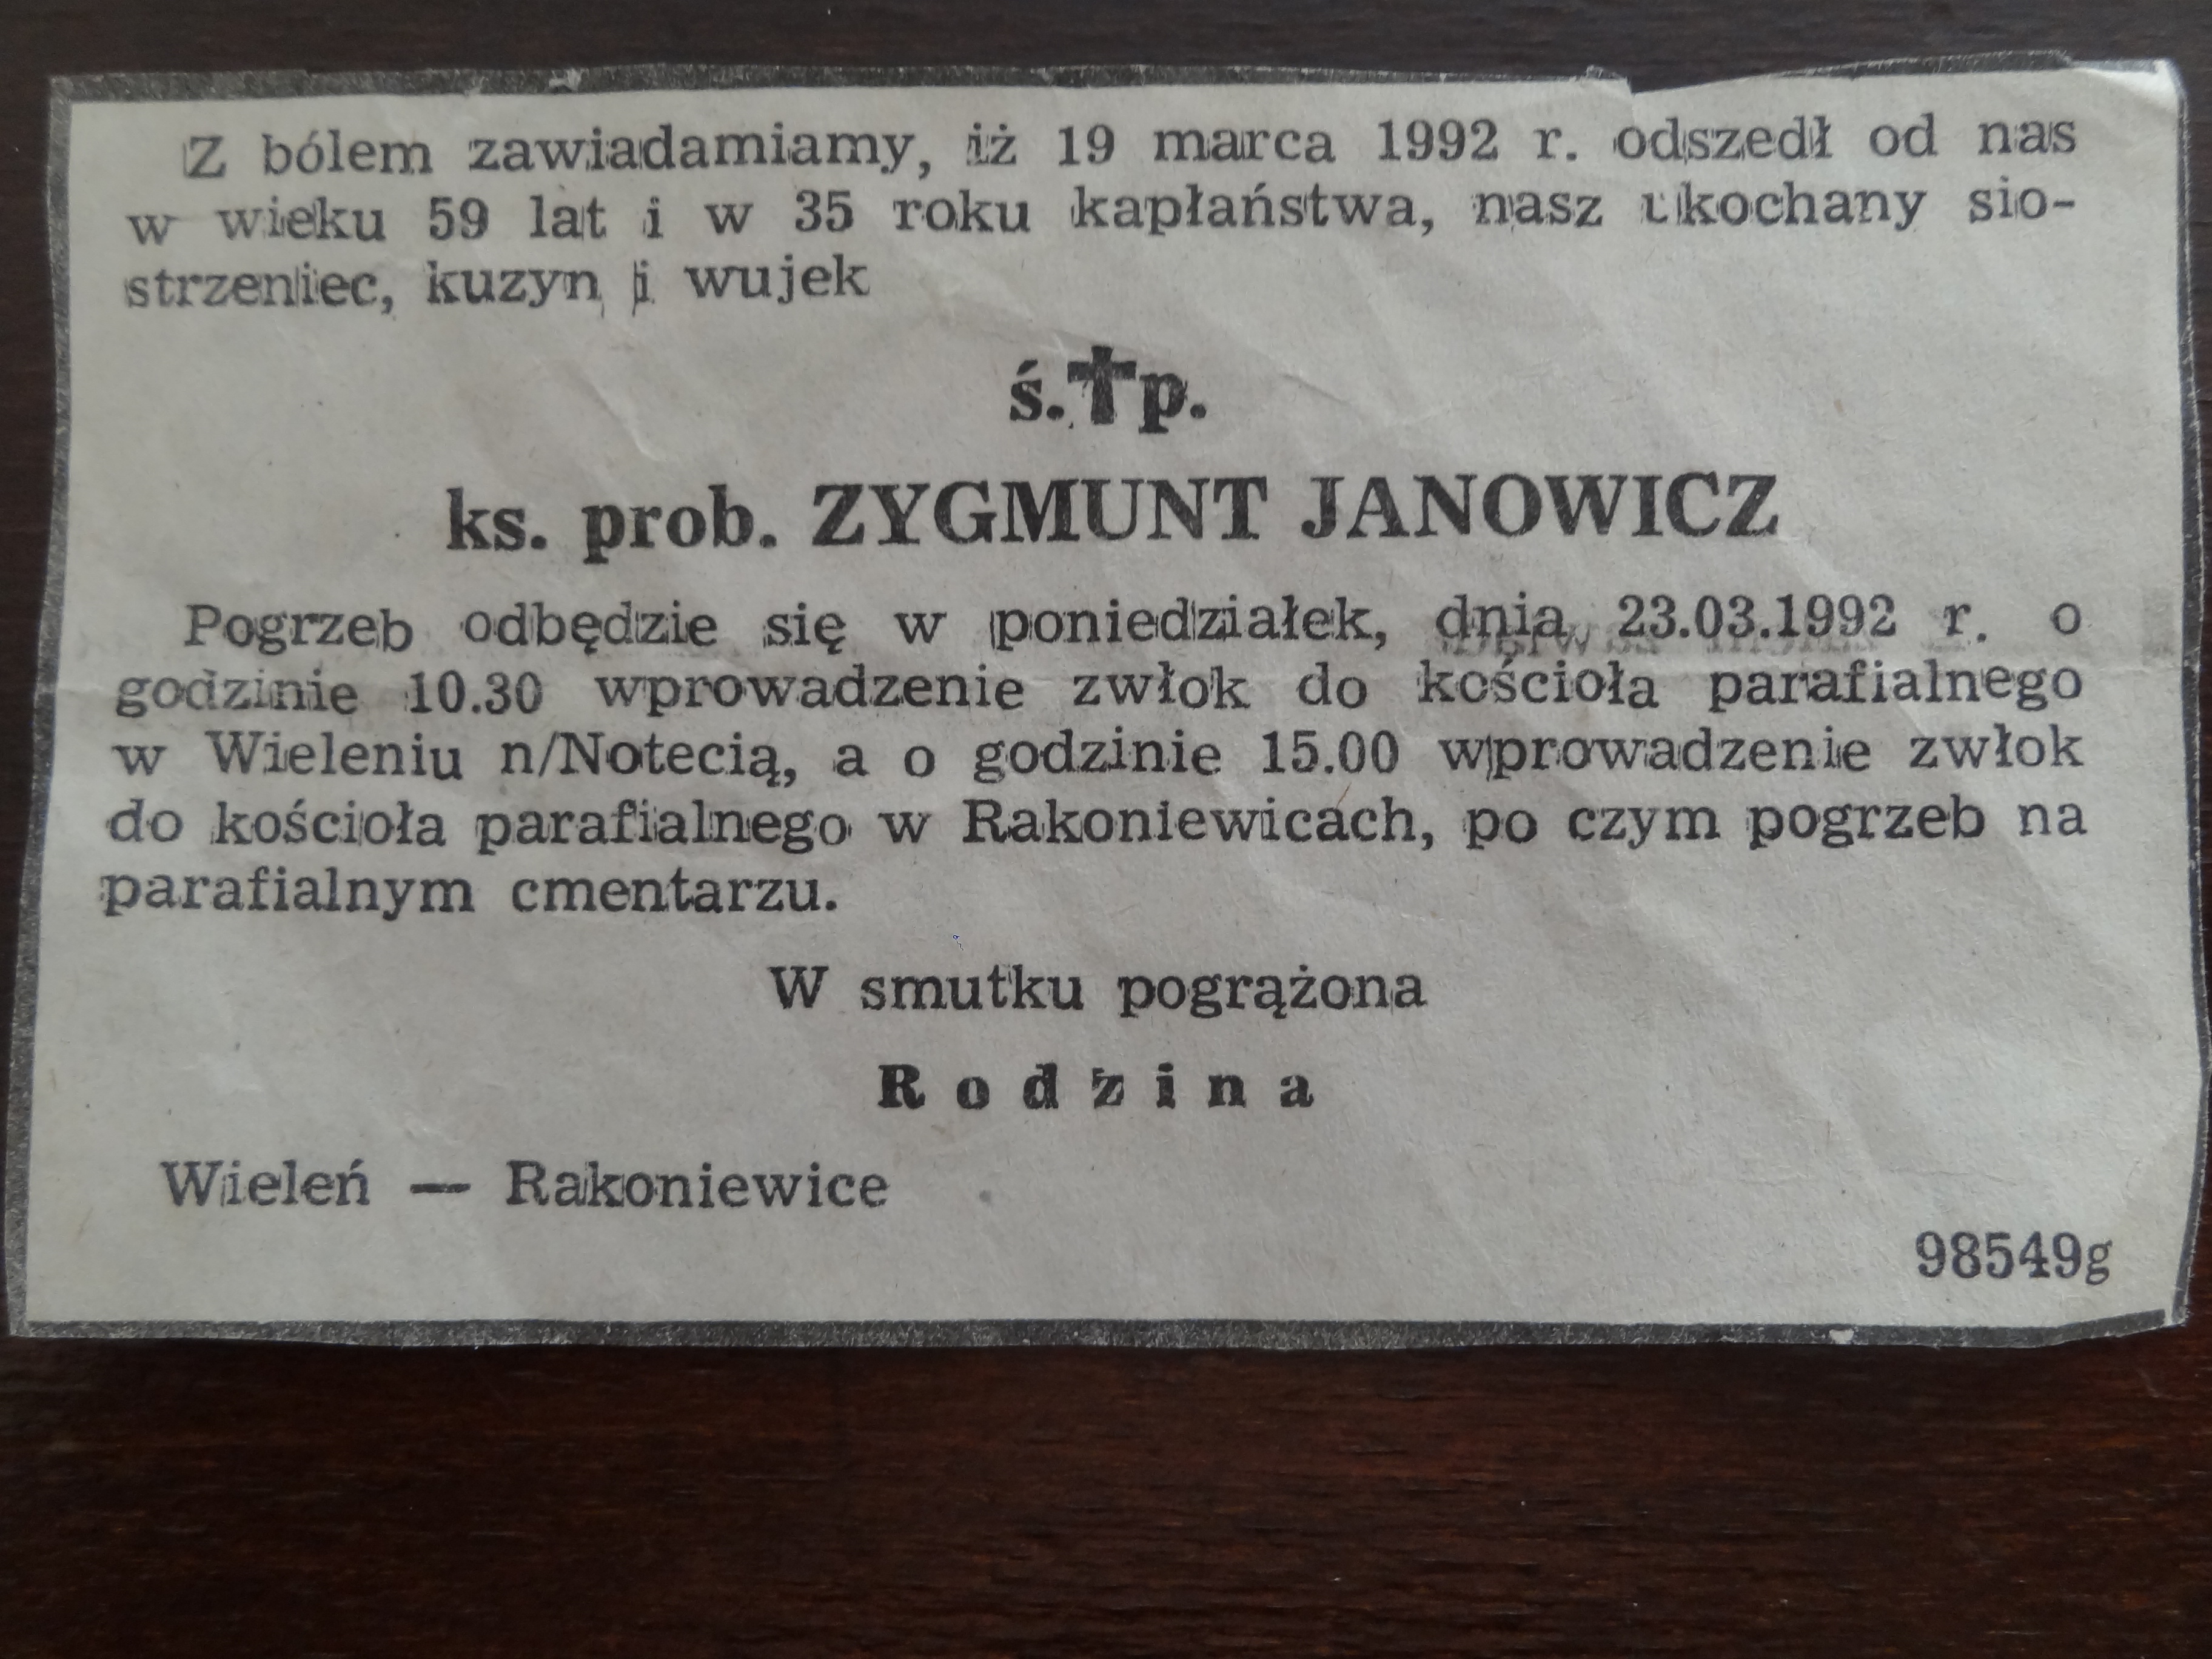 Z bólem zawiadamiamy, iż 19 marca 1992 r. odszedł od nas
w wieku 59 lat i w 35 roku kapłaństwa, nasz ukochany sio-
strzeniec, kuzyn i wujek
ś.✝p.
ks. prob. ZYGMUNT JANOWICZ
Pogrzeb odbędzie się w poniedziałek, dnia 23.03.1992 r. o
godzinie 10.30 wprowadzenie zwłok do kościoła parafialnego
w Wieleniu n/Notecią, a o godzinie 15.00 wprowadzenie zwłok
do kościoła parafialnego w Rakoniewicach, po czym pogrzeb na
parafialnym cmentarzu.
W smutku pogrążona
Rodzina
Wieleń — Rakoniewice
98549g